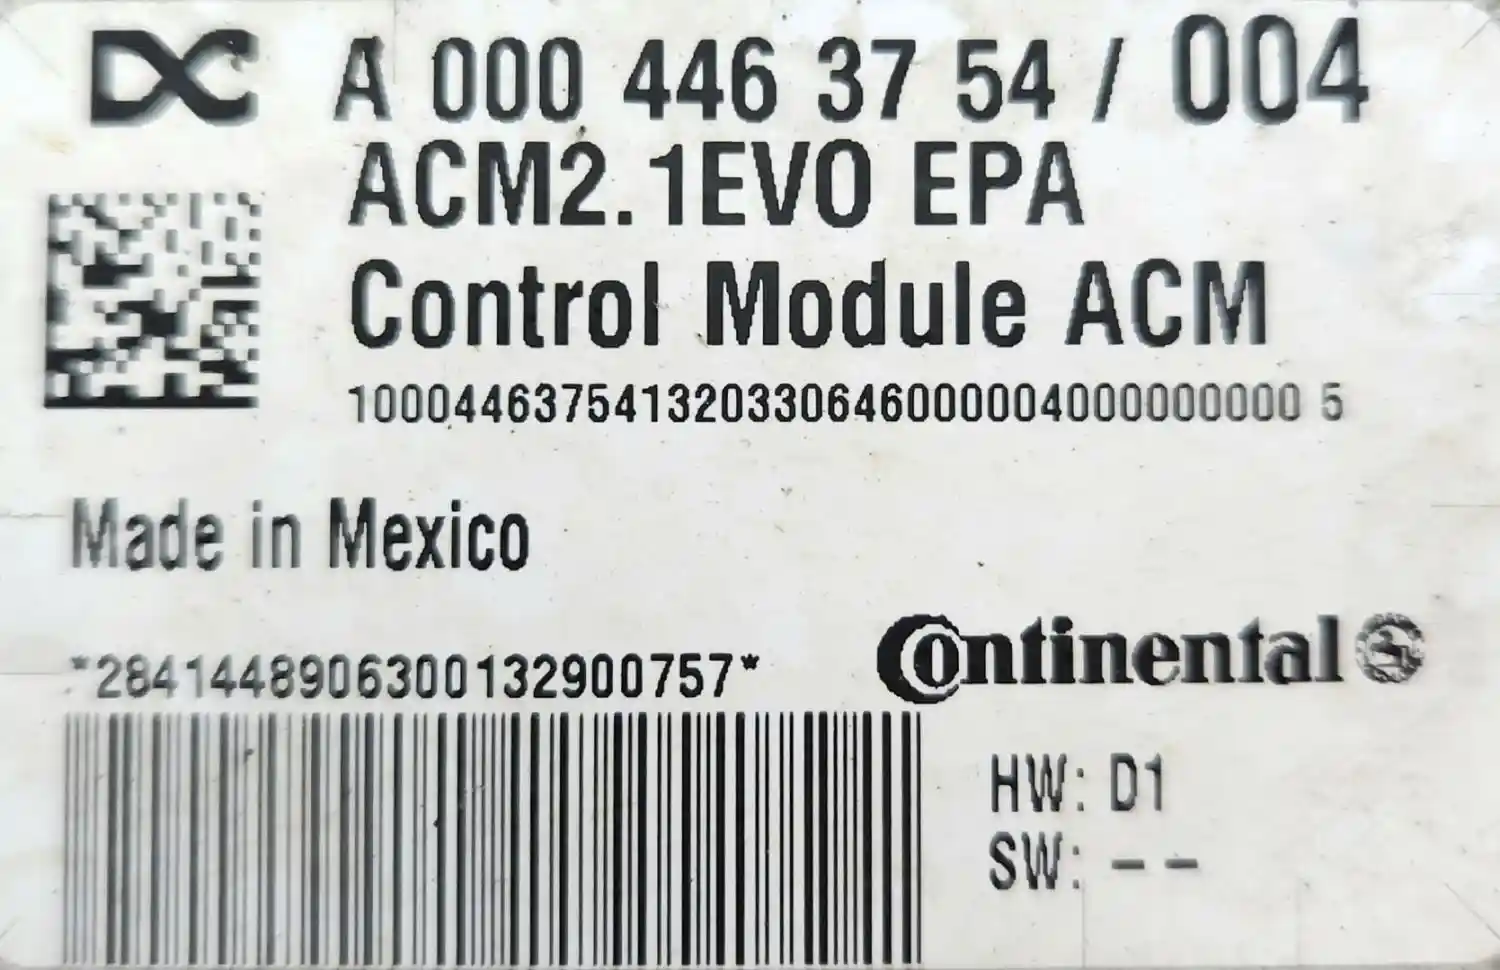 DC A 000 446 37 54 / 004
ACM2.1EVO EPA
Control Module ACM
10004463754132033064600000400000000 5
Made in Mexico
*2841448906300132900757*
Continental
HW: D1
SW: - -